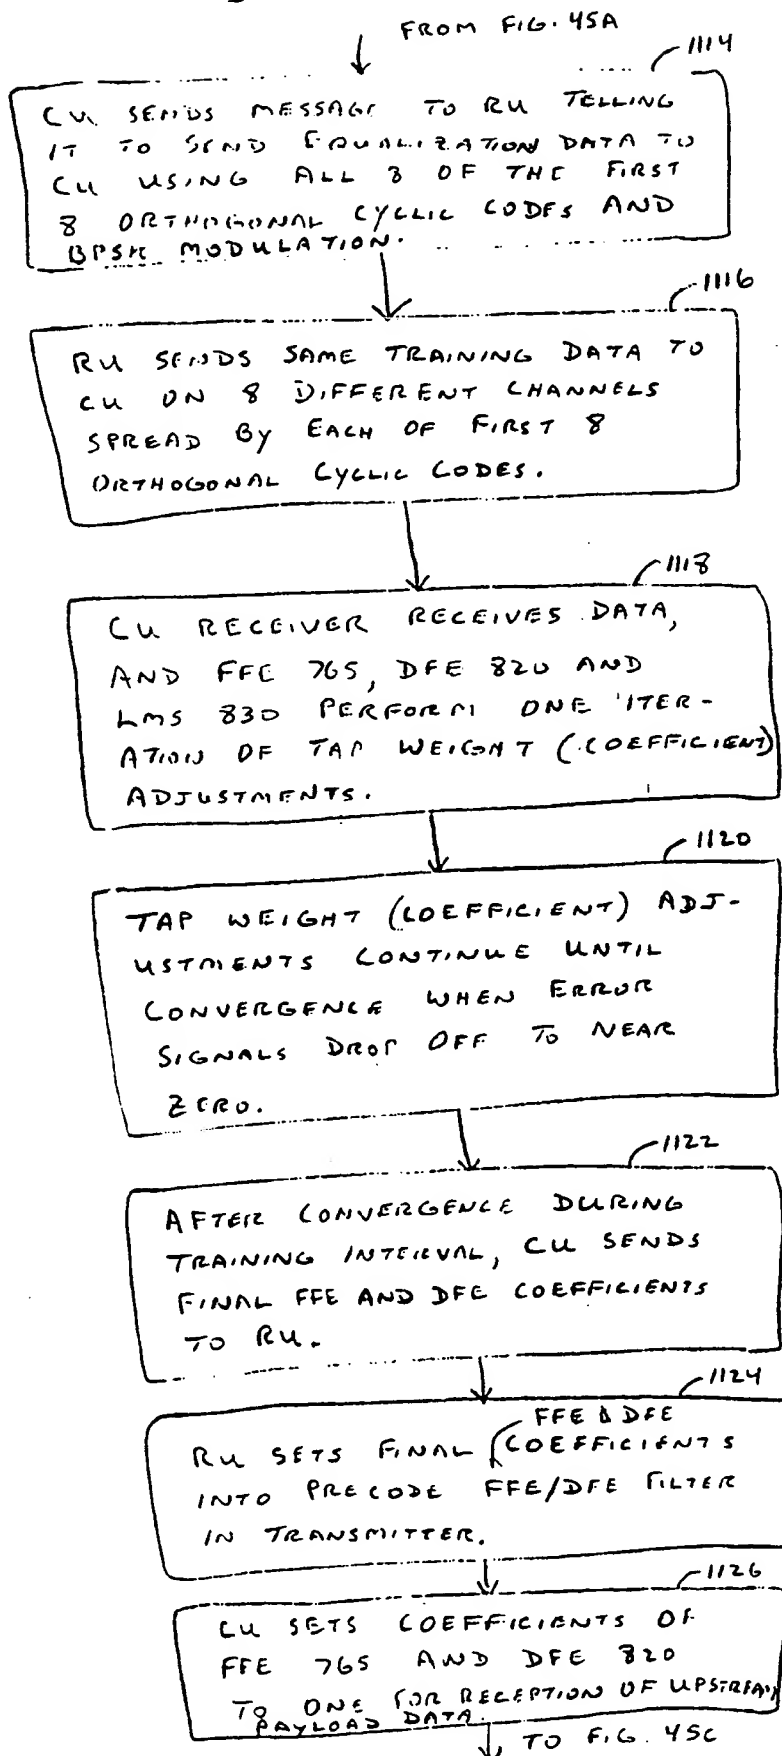 FROM FIG. 45A
1114
CU SENDS MESSAGE TO RU TELLING
IT TO SEND EQUALIZATION DATA TO
CU USING ALL 8 OF THE FIRST
8 ORTHOGONAL CYCLIC CODES AND
BPSK MODULATION.
1116
RU SENDS SAME TRAINING DATA TO
CU ON 8 DIFFERENT CHANNELS
SPREAD BY EACH OF FIRST 8
ORTHOGONAL CYCLIC CODES.
1118
CU RECEIVER RECEIVES DATA,
AND FFE 765, DFE 820 AND
LMS 830 PERFORM ONE ITER-
ATION OF TAP WEIGHT (COEFFICIENT)
ADJUSTMENTS.
1120
TAP WEIGHT (COEFFICIENT) ADJ-
USTMENTS CONTINUE UNTIL
CONVERGENCE WHEN ERROR
SIGNALS DROP OFF TO NEAR
ZERO.
1122
AFTER CONVERGENCE DURING
TRAINING INTERVAL, CU SENDS
FINAL FFE AND DFE COEFFICIENTS
TO RU.
1124
FFE & DFE
RU SETS FINAL COEFFICIENTS
INTO PRECODE FFE/DFE FILTER
IN TRANSMITTER.
1126
CU SETS COEFFICIENTS OF
FFE 765 AND DFE 820
TO ONE FOR RECEPTION OF UPSTREAM
PAYLOAD DATA.
TO FIG. 45C